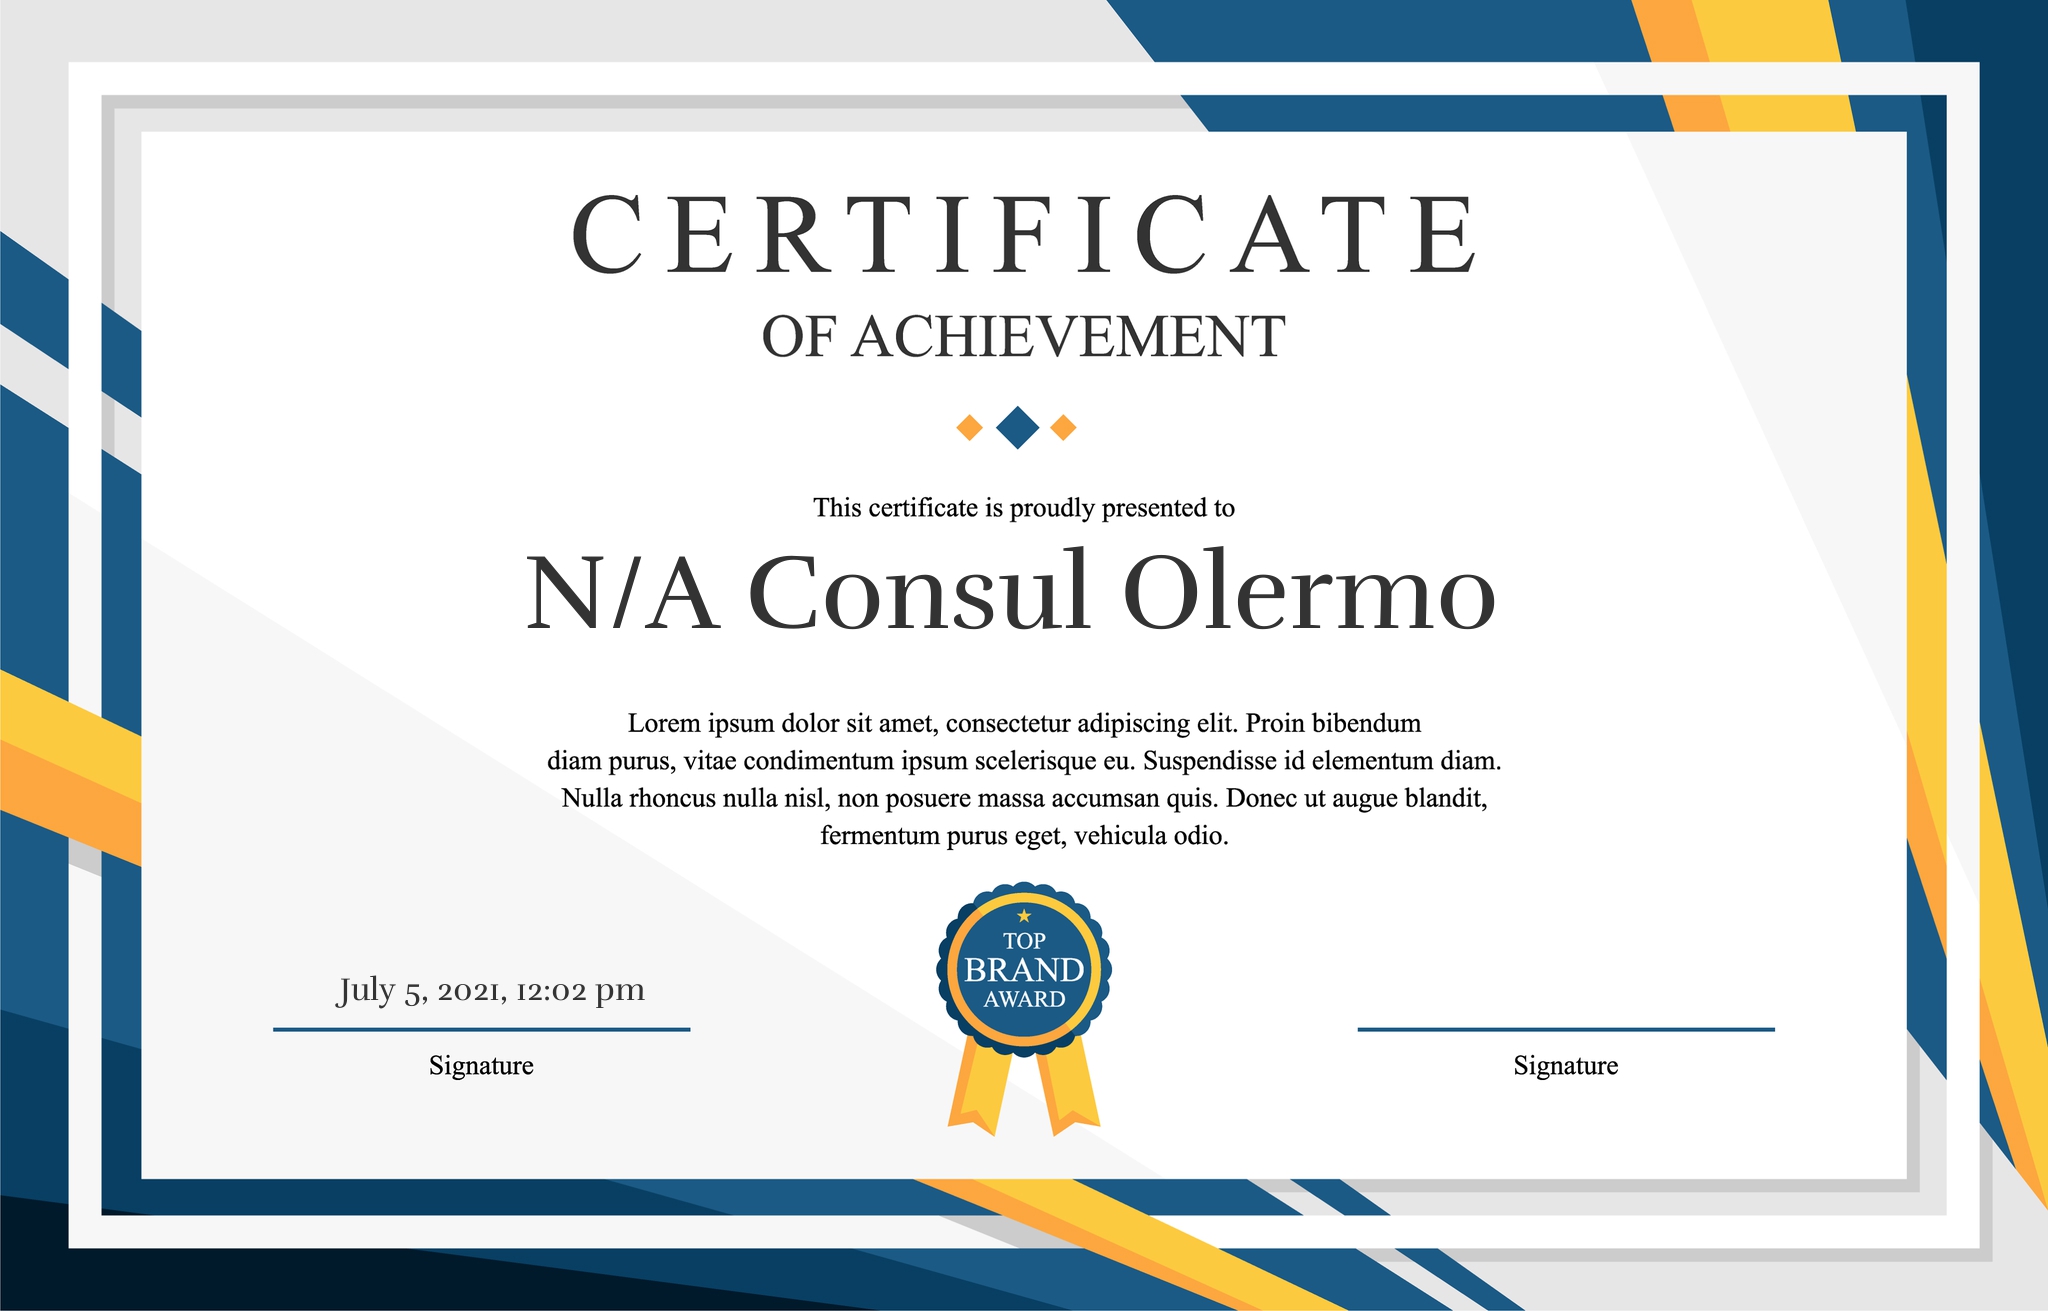 CERTIFICATE
OF ACHIEVEMENT
This certificate is proudly presented to
N/A Consul Olermo
Lorem ipsum dolor sit amet, consectetur adipiscing elit. Proin bibendum
diam purus, vitae condimentum ipsum scelerisque eu. Suspendisse id elementum diam.
Nulla rhoncus nulla nisl, non posuere massa accumsan quis. Donec ut augue blandit,
fermentum purus eget, vehicula odio.
TOP
BRAND
AWARD
July 5, 2021, 12:02 pm
Signature
Signature